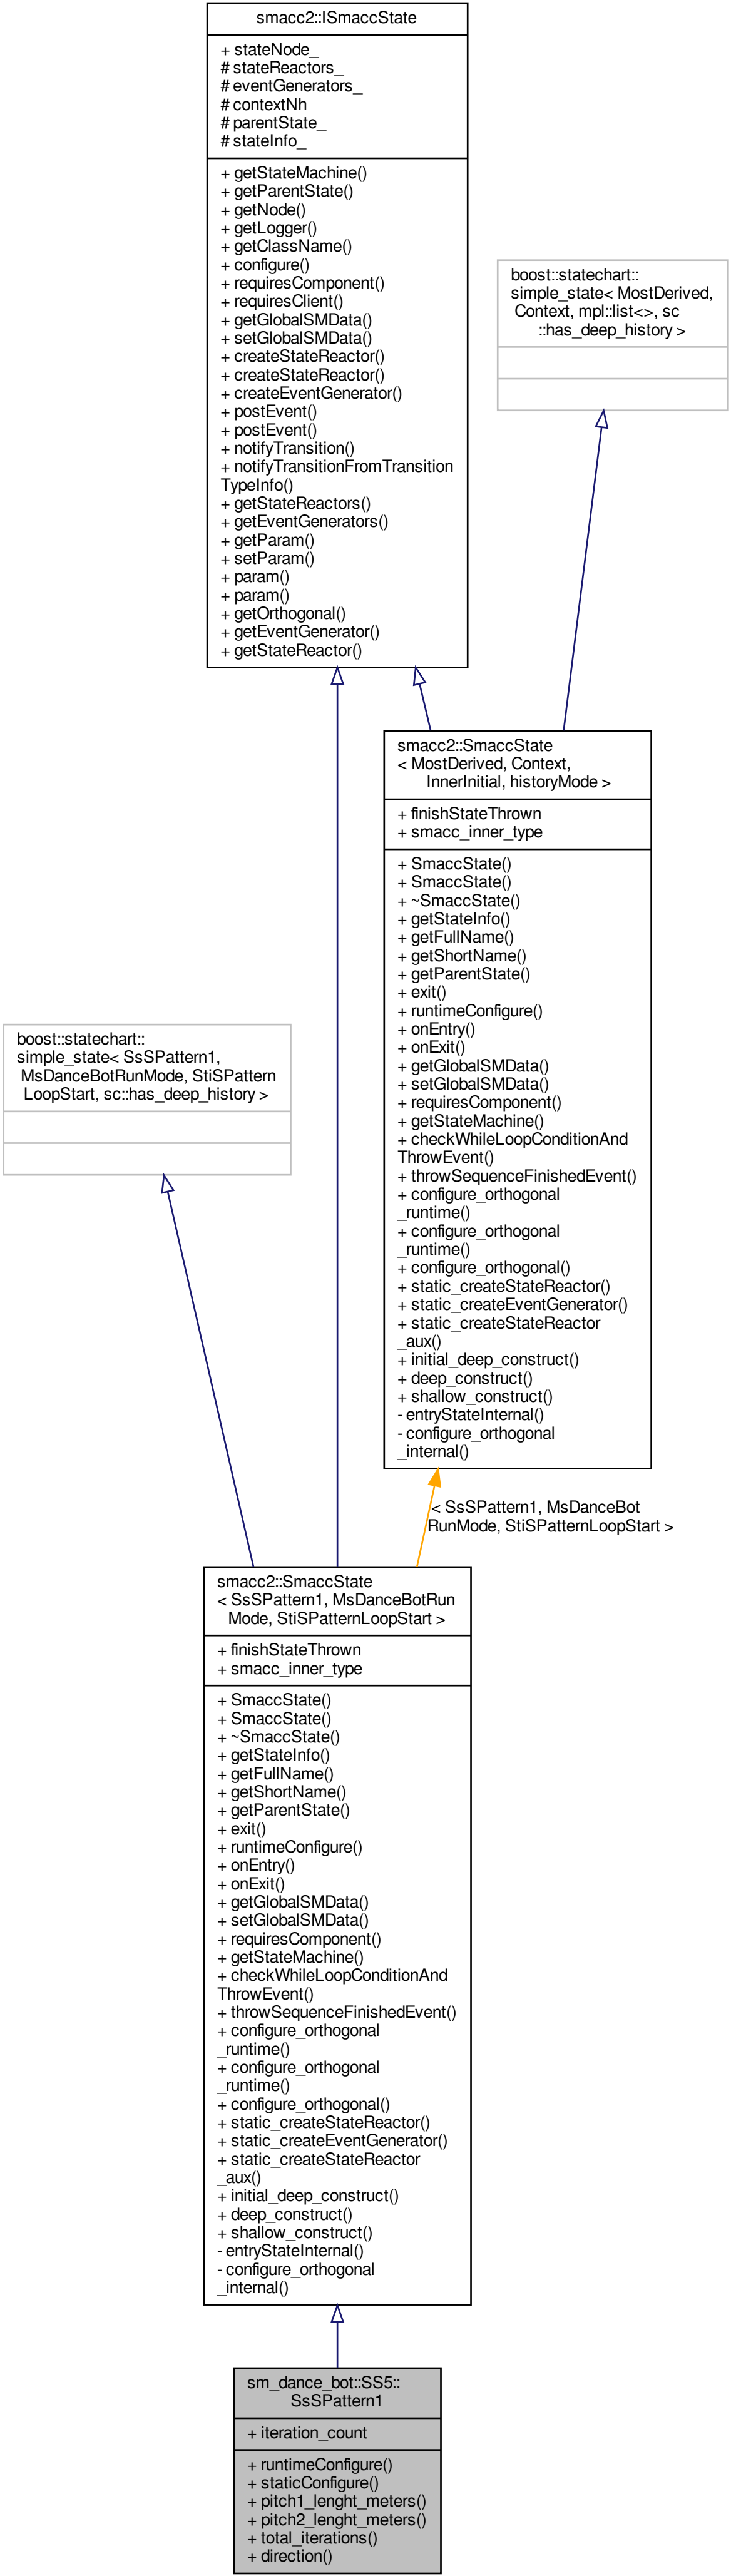 smacc2::ISmaccState
+ stateNode_
# stateReactors_
# eventGenerators_
# contextNh
# parentState_
# stateInfo_
+ getStateMachine()
+ getParentState()
+ getNode()
+ getLogger()
+ getClassName()
+ configure()
+ requiresComponent()
+ requiresClient()
+ getGlobalSMData()
+ setGlobalSMData()
+ createStateReactor()
+ createStateReactor()
+ createEventGenerator()
+ postEvent()
+ postEvent()
+ notifyTransition()
+ notifyTransitionFromTransition
TypeInfo()
+ getStateReactors()
+ getEventGenerators()
+ getParam()
+ setParam()
+ param()
+ param()
+ getOrthogonal()
+ getEventGenerator()
+ getStateReactor()
boost::statechart::
simple_state< MostDerived,
Context, mpl::list<>, sc
::has_deep_history >
smacc2::SmaccState
< MostDerived, Context,
InnerInitial, historyMode >
+ finishStateThrown
+ smacc_inner_type
+ SmaccState()
+ SmaccState()
+ ~SmaccState()
+ getStateInfo()
+ getFullName()
+ getShortName()
+ getParentState()
+ exit()
+ runtimeConfigure()
+ onEntry()
+ onExit()
+ getGlobalSMData()
+ setGlobalSMData()
+ requiresComponent()
+ getStateMachine()
+ checkWhileLoopConditionAnd
ThrowEvent()
+ throwSequenceFinishedEvent()
+ configure_orthogonal
_runtime()
+ configure_orthogonal
_runtime()
+ configure_orthogonal()
+ static_createStateReactor()
+ static_createEventGenerator()
+ static_createStateReactor
_aux()
+ initial_deep_construct()
+ deep_construct()
+ shallow_construct()
- entryStateInternal()
- configure_orthogonal
_internal()
boost::statechart::
simple_state< SsSPattern1,
MsDanceBotRunMode, StiSPattern
LoopStart, sc::has_deep_history >
< SsSPattern1, MsDanceBot
RunMode, StiSPatternLoopStart >
smacc2::SmaccState
< SsSPattern1, MsDanceBotRun
Mode, StiSPatternLoopStart >
+ finishStateThrown
+ smacc_inner_type
+ SmaccState()
+ SmaccState()
+ ~SmaccState()
+ getStateInfo()
+ getFullName()
+ getShortName()
+ getParentState()
+ exit()
+ runtimeConfigure()
+ onEntry()
+ onExit()
+ getGlobalSMData()
+ setGlobalSMData()
+ requiresComponent()
+ getStateMachine()
+ checkWhileLoopConditionAnd
ThrowEvent()
+ throwSequenceFinishedEvent()
+ configure_orthogonal
_runtime()
+ configure_orthogonal
_runtime()
+ configure_orthogonal()
+ static_createStateReactor()
+ static_createEventGenerator()
+ static_createStateReactor
_aux()
+ initial_deep_construct()
+ deep_construct()
+ shallow_construct()
- entryStateInternal()
- configure_orthogonal
_internal()
sm_dance_bot::SS5::
SsSPattern1
+ iteration_count
+ runtimeConfigure()
+ staticConfigure()
+ pitch1_lenght_meters()
+ pitch2_lenght_meters()
+ total_iterations()
+ direction()